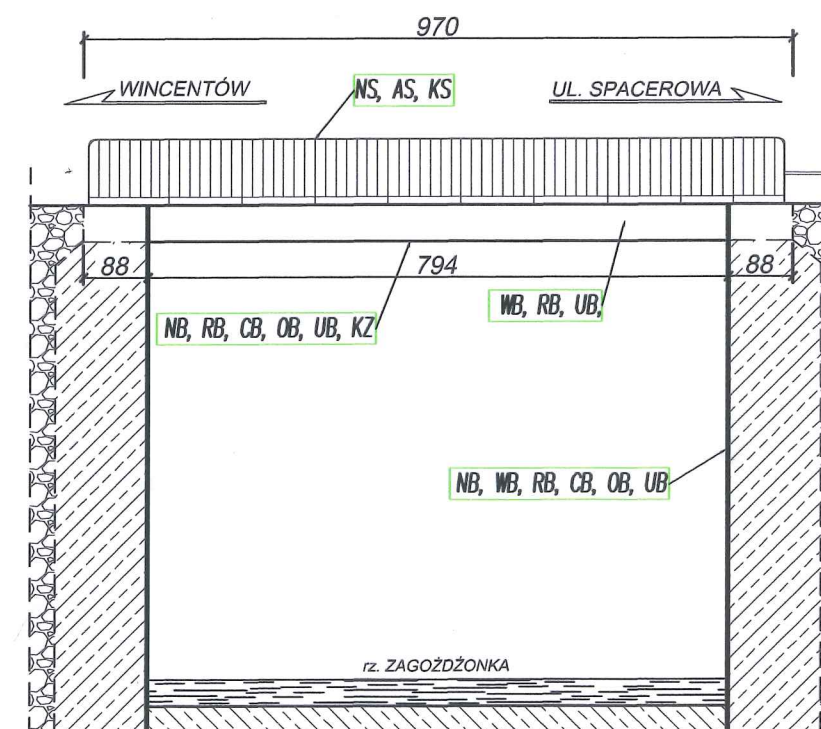 970
WINCENTÓW
NS, AS, KS
UL. SPACEROWA
88
794
88
NB, RB, CB, OB, UB, KZ
WB, RB, UB,
NB, WB, RB, CB, OB, UB
rz. ZAGOŻDŻONKA